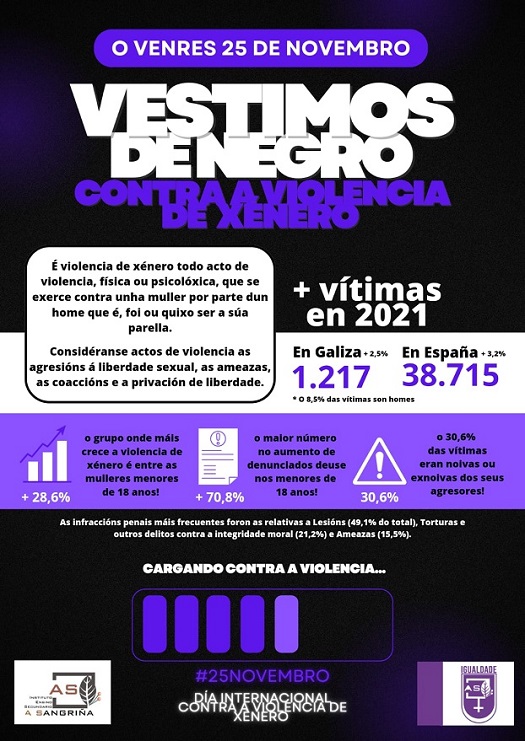 O VENRES 25 DE NOVEMBRO
VESTIMOS
DE NEGRO
CONTRA A VIOLENCIA
DE XÉNERO
É violencia de xénero todo acto de
violencia, física ou psicolóxica, que se
exerce contra unha muller por parte dun
home que é, foi ou quixo ser a súa
parella.
Considéranse actos de violencia as
agresións á liberdade sexual, as ameazas,
as coaccións e a privación de liberdade.
+ vítimas
en 2021
En Galiza + 2,5%
1.217
En España + 3,2%
38.715
* O 8,5% das vítimas son homes
o grupo onde máis
crece a violencia de
xénero é entre as
mulleres menores
de 18 anos!
+ 28,6%
o maior número
no aumento de
denunciados deuse
nos menores de
18 anos!
+ 70,8%
o 30,6%
das vítimas
eran noivas ou
exnoivas dos seus
agresores!
30,6%
As infraccións penais máis frecuentes foron as relativas a Lesións (49,1% do total), Torturas e
outros delitos contra a integridade moral (21,2%) e Ameazas (15,5%).
CARGANDO CONTRA A VIOLENCIA...
#25NOVEMBRO
DÍA INTERNACIONAL
CONTRA A VIOLENCIA DE
XÉNERO
AS
INSTITUTO
ENSINO
SECUNDARIO
A SANGRIÑA
IGUALDADE
AS